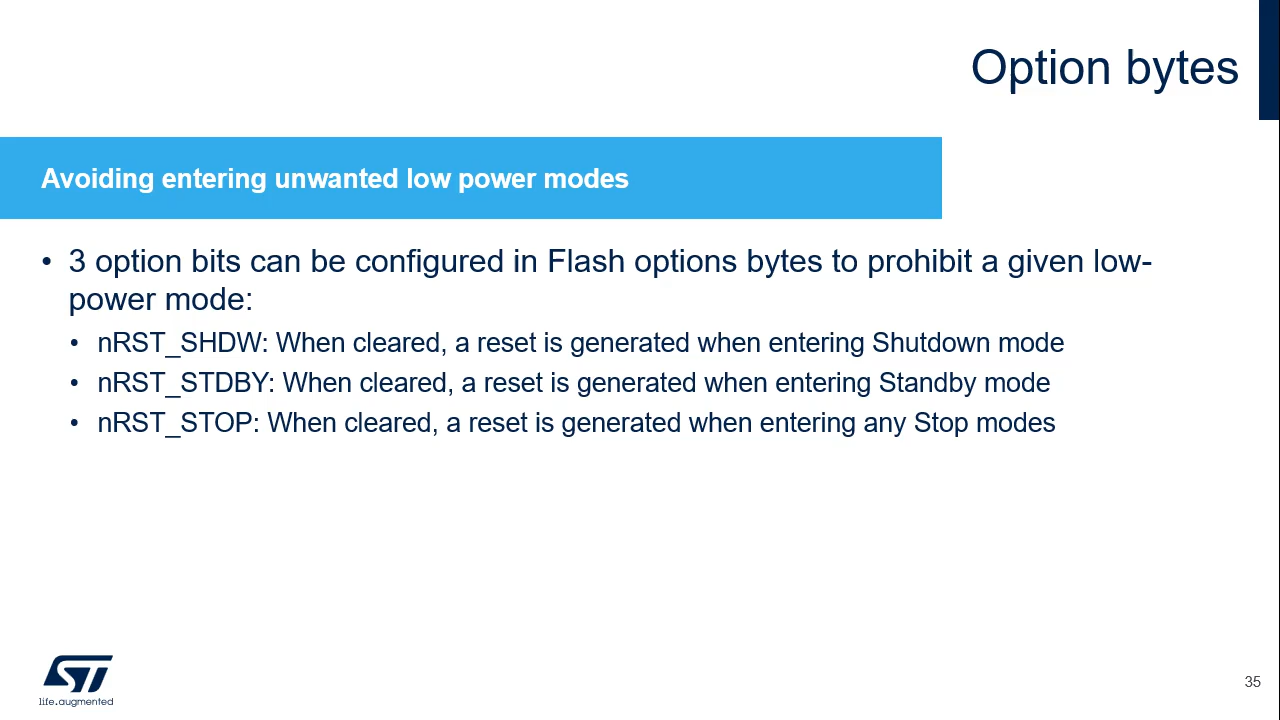 Option bytes
Avoiding entering unwanted low power modes
• 3 option bits can be configured in Flash options bytes to prohibit a given low-
power mode:
• nRST_SHDW: When cleared, a reset is generated when entering Shutdown mode
• nRST_STDBY: When cleared, a reset is generated when entering Standby mode
• nRST_STOP: When cleared, a reset is generated when entering any Stop modes
ST
life.augmented
35